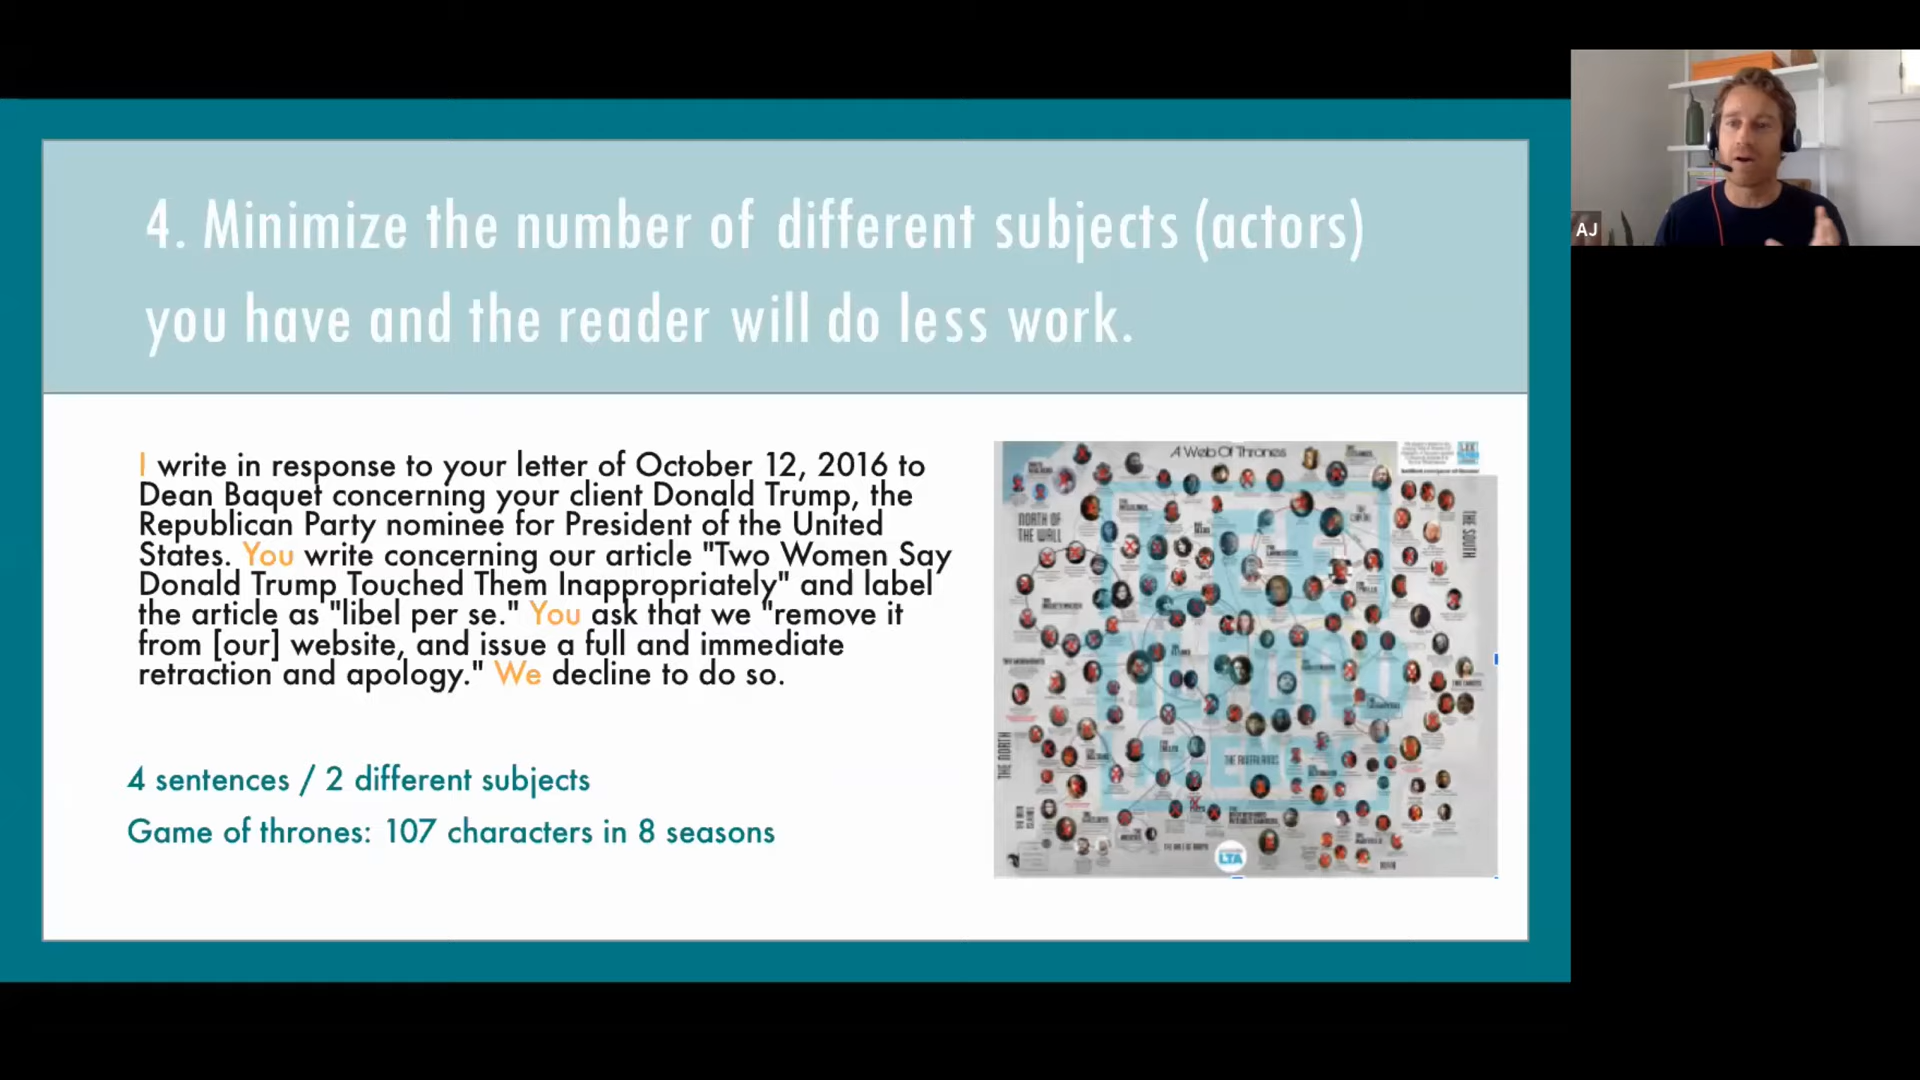 4. Minimize the number of different subjects (actors)
you have and the reader will do less work.
I write in response to your letter of October 12, 2016 to
Dean Baquet concerning your client Donald Trump, the
Republican Party nominee for President of the United
States. You write concerning our article "Two Women Say
Donald Trump Touched Them Inappropriately" and label
the article as "libel per se." You ask that we "remove it
from [our] website, and issue a full and immediate
retraction and apology." We decline to do so.
4 sentences / 2 different subjects
Game of thrones: 107 characters in 8 seasons
A Web Of Thrones
NORTH OF
THE WALL
THE SOUTH
THE NORTH
THE RIVERLANDS
LTA
AJ